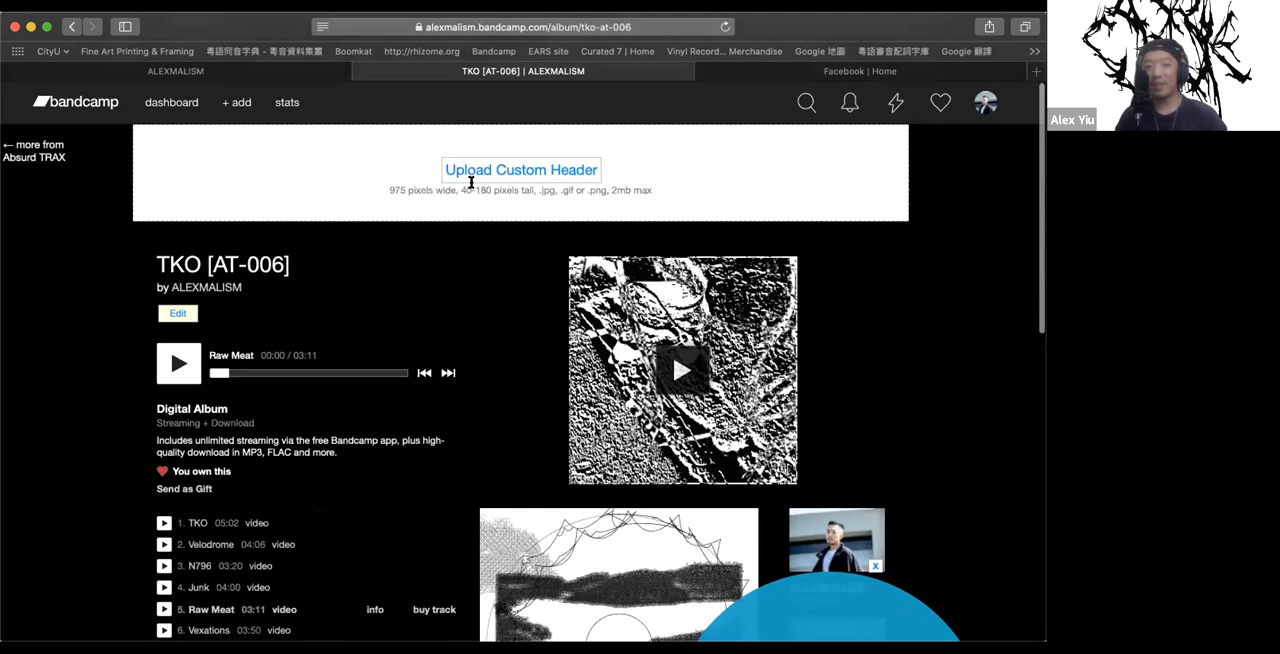 alexmalism.bandcamp.com/album/tko-at-006
CityU
Fine Art Printing & Framing
粵語同音字典 - 粵音資料集叢
Boomkat
http://rhizome.org
Bandcamp
EARS site
Curated 7 | Home
Vinyl Record... Merchandise
Google 地圖
粵語審音配詞字庫
Google 翻譯
ALEXMALISM
TKO [AT-006] | ALEXMALISM
Facebook | Home
bandcamp
dashboard
+ add
stats
Alex Yiu
← more from
Absurd TRAX
Upload Custom Header
975 pixels wide, 40-180 pixels tall, .jpg, .gif or .png, 2mb max
TKO [AT-006]
by ALEXMALISM
Edit
Raw Meat 00:00 / 03:11
Digital Album
Streaming + Download
Includes unlimited streaming via the free Bandcamp app, plus high-
quality download in MP3, FLAC and more.
You own this
Send as Gift
1. TKO 05:02 video
2. Velodrome 04:06 video
3. N796 03:20 video
4. Junk 04:00 video
5. Raw Meat 03:11 video info buy track
6. Vexations 03:50 video
X